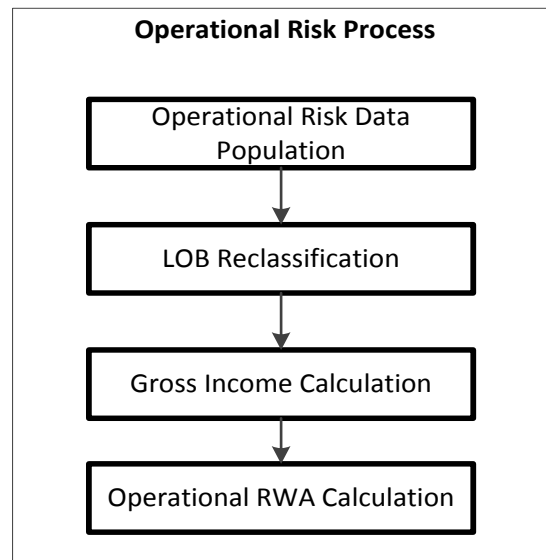 Operational Risk Process
Operational Risk Data
Population
LOB Reclassification
Gross Income Calculation
Operational RWA Calculation